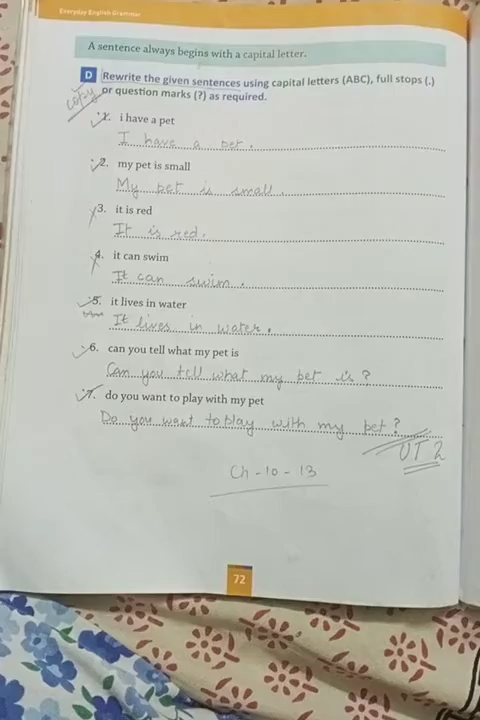 Everyday English Grammar
A sentence always begins with a capital letter.
D Rewrite the given sentences using capital letters (ABC), full stops (.)
copy or question marks (?) as required.
1. i have a pet
I have a pet.
2. my pet is small
My pet is small.
3. it is red
It is red.
4. it can swim
It can swim.
5. it lives in water
It lives in water.
6. can you tell what my pet is
Can you tell what my pet is?
7. do you want to play with my pet
Do you want to play with my pet?
UT 2
Ch - 10 - 13
72